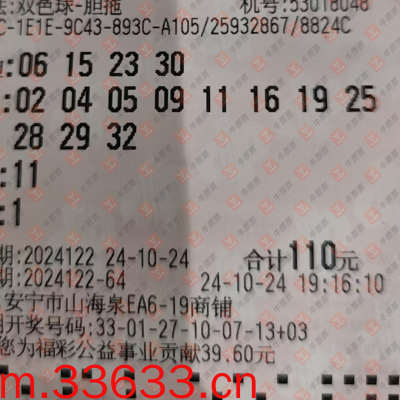 :双色球-胆拖 机号:53018048
C-1E1E-9C43-893C-A105/25932867/8824C
:06 15 23 30
:02 04 05 09 11 16 19 25
28 29 32
:11
:1
期:2024122 24-10-24 合计110元
:2024122-64 24-10-24 19:16:10
安宁市山海泉EA6-19商铺
期开奖号码:33-01-27-10-07-13+03
您为福彩公益事业贡献39.60元
m.33633.cn